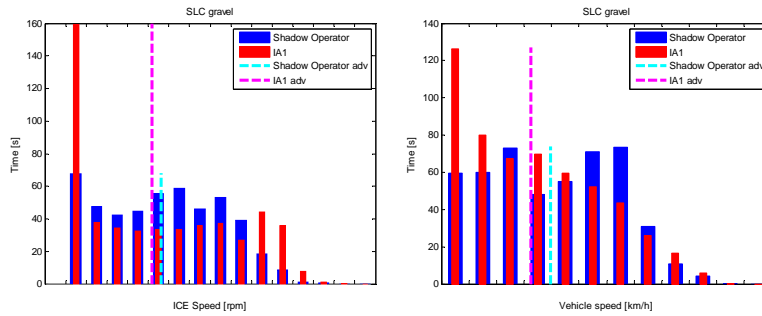 SLC gravel
160
140
120
100
80
60
40
20
0
Time [s]
ICE Speed [rpm]
Shadow Operator
IA1
Shadow Operator adv
IA1 adv
SLC gravel
140
120
100
80
60
40
20
0
Time [s]
Vehicle speed [km/h]
Shadow Operator
IA1
Shadow Operator adv
IA1 adv